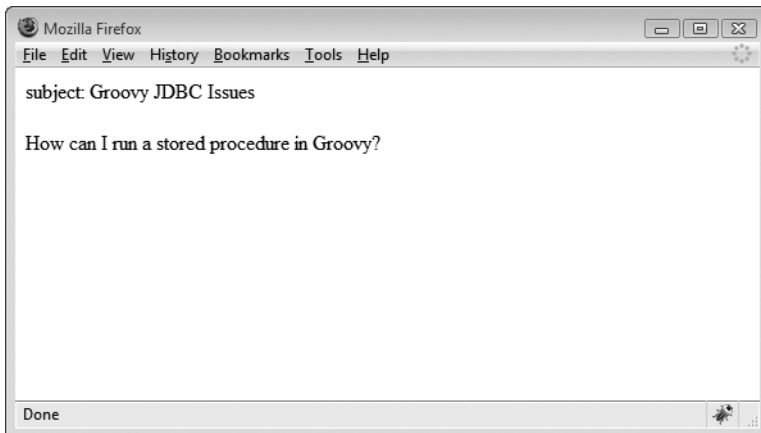 Mozilla Firefox
File Edit View History Bookmarks Tools Help
subject: Groovy JDBC Issues
How can I run a stored procedure in Groovy?
Done